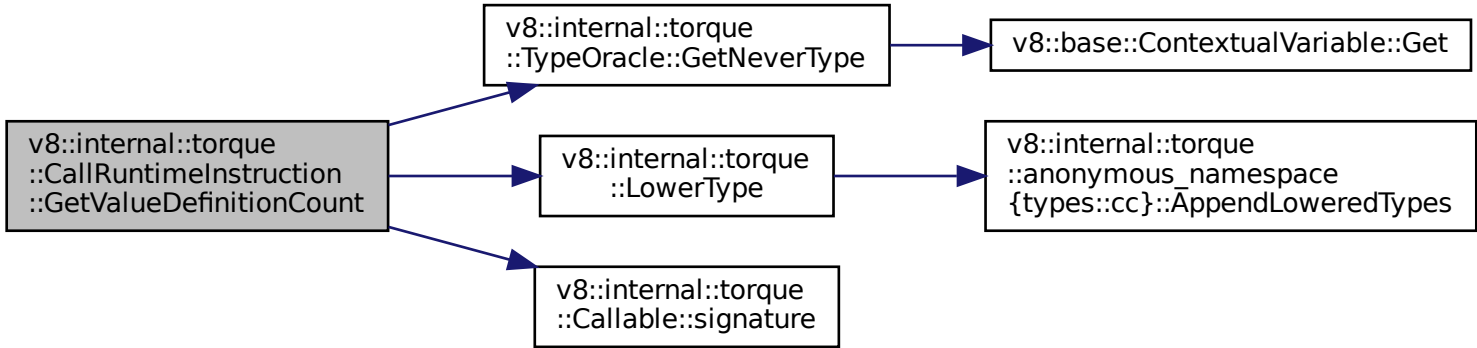 v8::internal::torque
::CallRuntimeInstruction
::GetValueDefinitionCount
v8::internal::torque
::TypeOracle::GetNeverType
v8::base::ContextualVariable::Get
v8::internal::torque
::LowerType
v8::internal::torque
::anonymous_namespace
{types::cc}::AppendLoweredTypes
v8::internal::torque
::Callable::signature